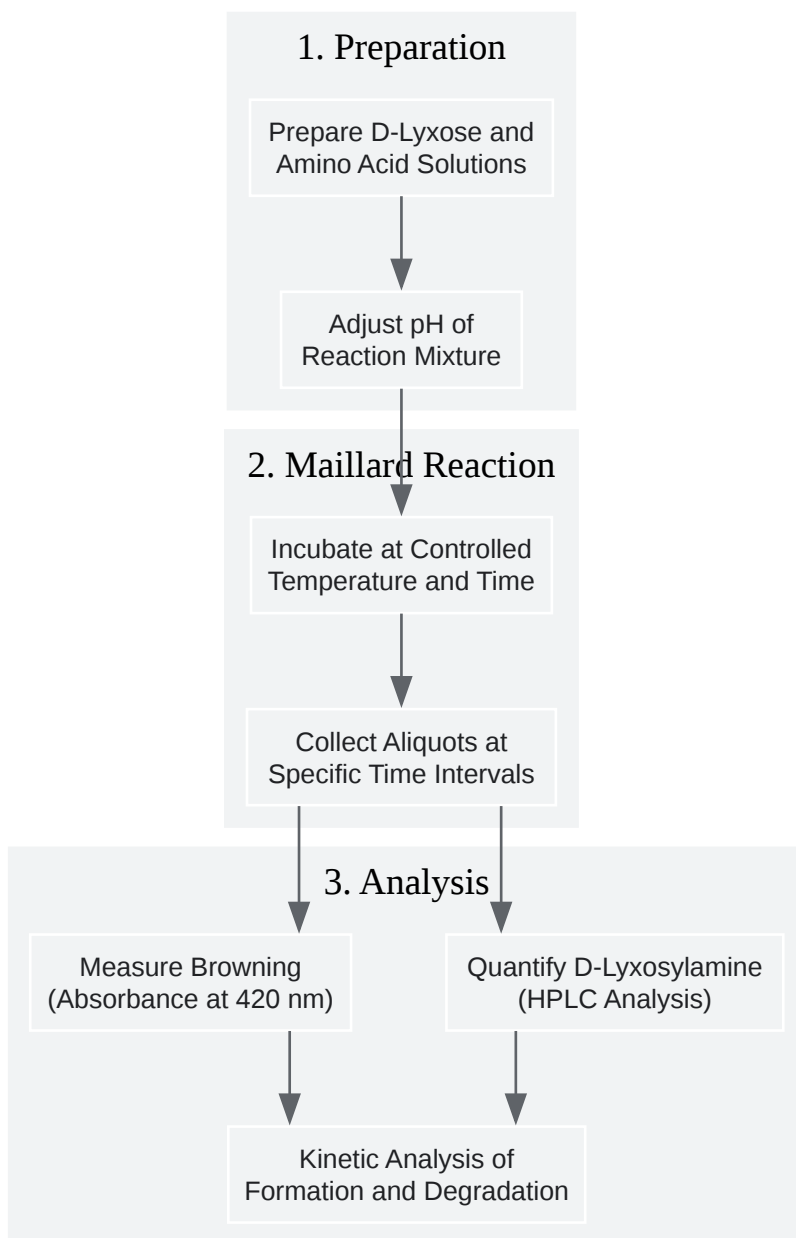 1. Preparation
Prepare D-Lyxose and
Amino Acid Solutions
Adjust pH of
Reaction Mixture
2. Maillard Reaction
Incubate at Controlled
Temperature and Time
Collect Aliquots at
Specific Time Intervals
3. Analysis
Measure Browning
(Absorbance at 420 nm)
Quantify D-Lyxosylamine
(HPLC Analysis)
Kinetic Analysis of
Formation and Degradation